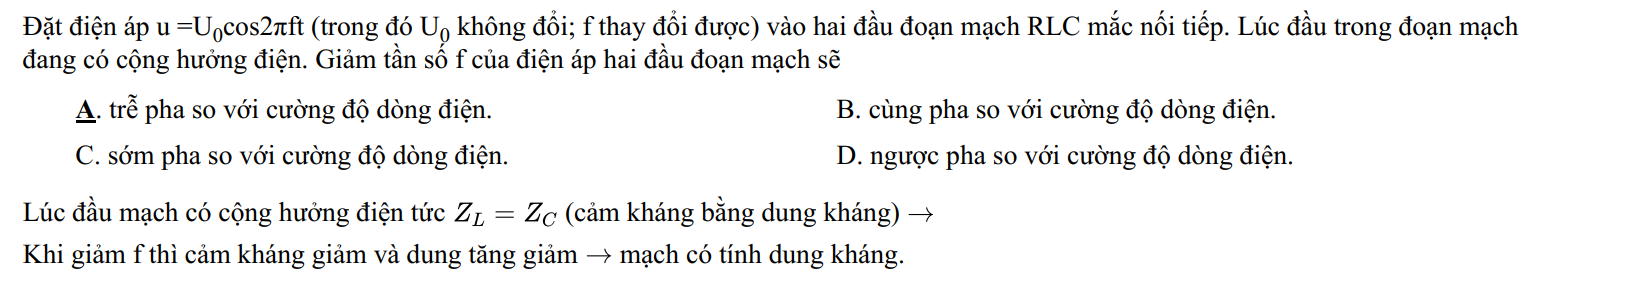 Đặt điện áp u =U₀cos2πft (trong đó U₀ không đổi; f thay đổi được) vào hai đầu đoạn mạch RLC mắc nối tiếp. Lúc đầu trong đoạn mạch
đang có cộng hưởng điện. Giảm tần số f của điện áp hai đầu đoạn mạch sẽ
A. trễ pha so với cường độ dòng điện. B. cùng pha so với cường độ dòng điện.
C. sớm pha so với cường độ dòng điện. D. ngược pha so với cường độ dòng điện.
Lúc đầu mạch có cộng hưởng điện tức Z_L = Z_C (cảm kháng bằng dung kháng) →
Khi giảm f thì cảm kháng giảm và dung tăng giảm → mạch có tính dung kháng.